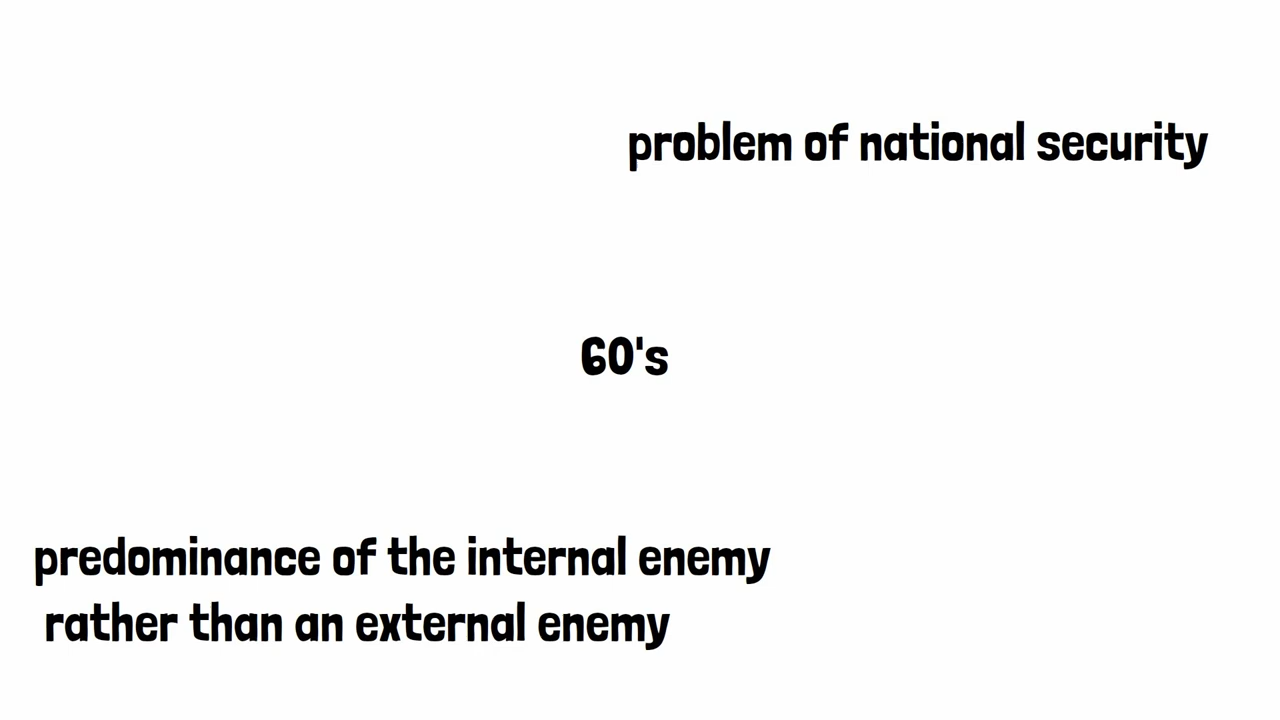 problem of national security
60's
predominance of the internal enemy
rather than an external enemy